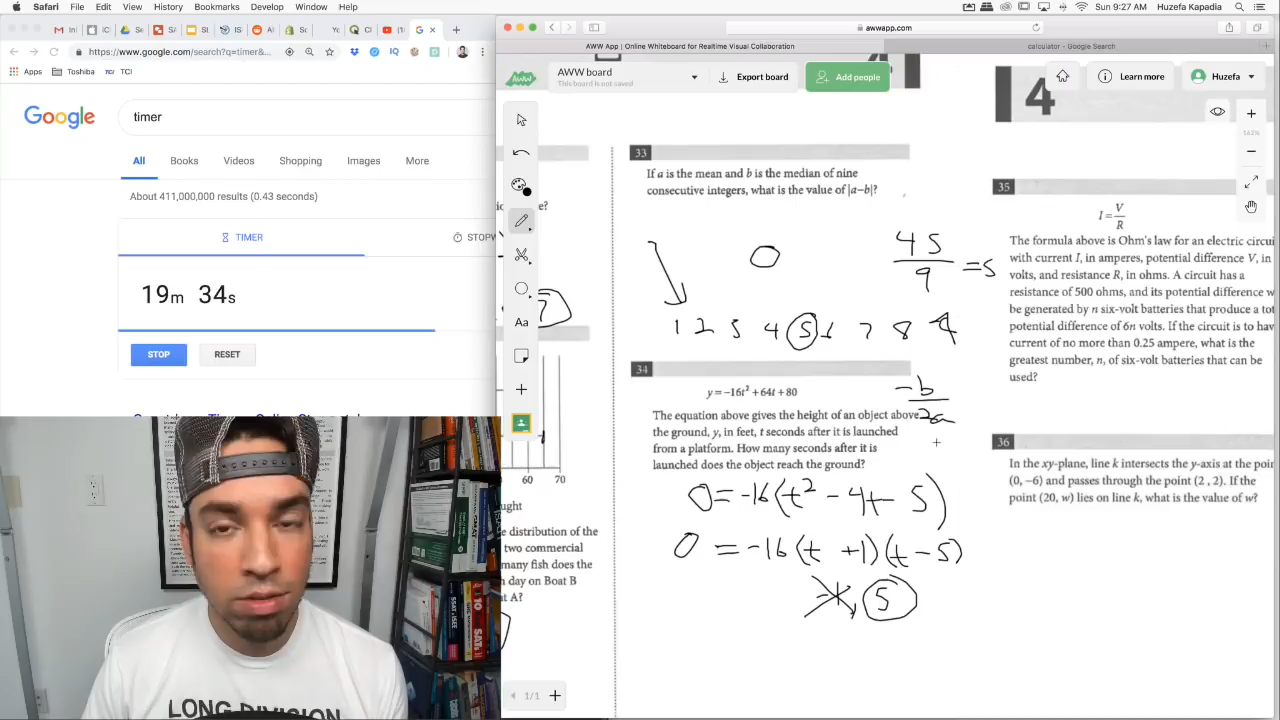 Safari File Edit View History Bookmarks Develop Window Help
Sun 9:27 AM Huzefa Kapadia
https://www.google.com/search?q=timer&...
Apps Toshiba TCI TCI
Google
timer
All Books Videos Shopping Images More
About 411,000,000 results (0.43 seconds)
TIMER STOPW
19m 34s
STOP RESET
LONG DIVISION
awwapp.com
AWW App | Online Whiteboard for Realtime Visual Collaboration
calculator - Google Search
AWW
AWW board
This board is not saved
Export board
Add people
Learn more
Huzefa
162%
Aa
1/1
33
If a is the mean and b is the median of nine
consecutive integers, what is the value of |a–b|?
0
45
9
=5
1 2 3 4 5 6 7 8 9
34
y = –16t² + 64t + 80
The equation above gives the height of an object above
the ground, y, in feet, t seconds after it is launched
from a platform. How many seconds after it is
launched does the object reach the ground?
-b
2a
0 = -16(t² - 4t - 5)
0 = -16(t +1)(t - 5)
5
60 70
ught
e distribution of the
two commercial
many fish does the
h day on Boat B
t A?
4
35
I = V
R
The formula above is Ohm's law for an electric circui
with current I, in amperes, potential difference V, in
volts, and resistance R, in ohms. A circuit has a
resistance of 500 ohms, and its potential difference w
be generated by n six-volt batteries that produce a tot
potential difference of 6n volts. If the circuit is to hav
current of no more than 0.25 ampere, what is the
greatest number, n, of six-volt batteries that can be
used?
36
In the xy-plane, line k intersects the y-axis at the poin
(0, –6) and passes through the point (2 , 2). If the
point (20, w) lies on line k, what is the value of w?